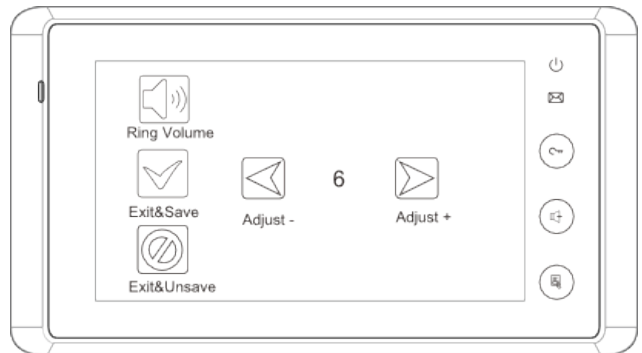 Ring Volume
Exit&Save
Adjust -
6
Adjust +
Exit&Unsave